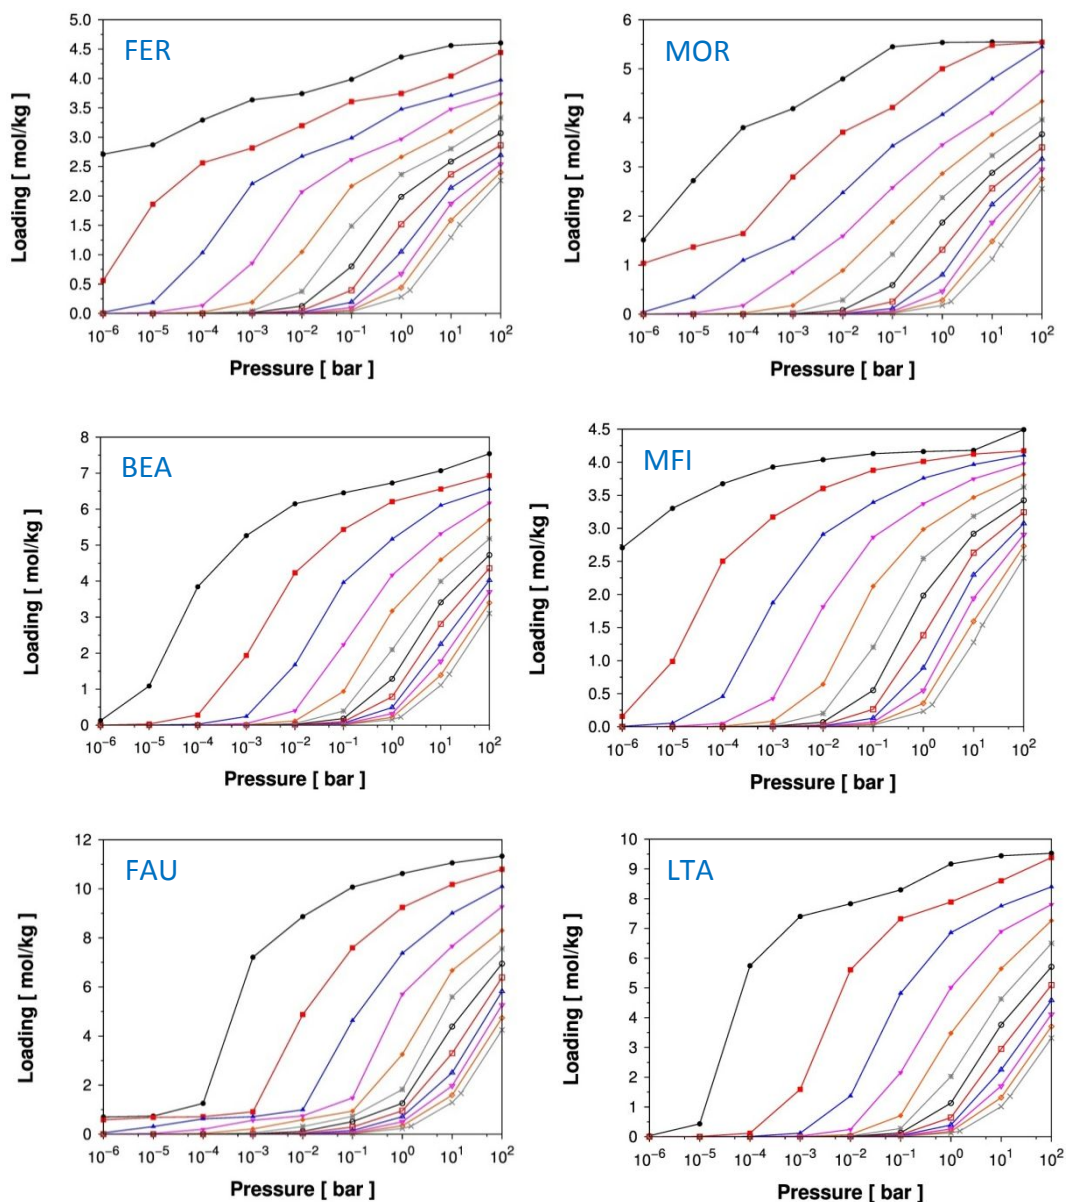 FER
Loading [ mol/kg ]
5.0
4.5
4.0
3.5
3.0
2.5
2.0
1.5
1.0
0.5
0.0
10⁻⁶ 10⁻⁵ 10⁻⁴ 10⁻³ 10⁻² 10⁻¹ 10⁰ 10¹ 10²
Pressure [ bar ]
MOR
Loading [ mol/kg ]
6
5
4
3
2
1
0
10⁻⁶ 10⁻⁵ 10⁻⁴ 10⁻³ 10⁻² 10⁻¹ 10⁰ 10¹ 10²
Pressure [ bar ]
BEA
Loading [ mol/kg ]
8
7
6
5
4
3
2
1
0
10⁻⁶ 10⁻⁵ 10⁻⁴ 10⁻³ 10⁻² 10⁻¹ 10⁰ 10¹ 10²
Pressure [ bar ]
MFI
Loading [ mol/kg ]
4.5
4.0
3.5
3.0
2.5
2.0
1.5
1.0
0.5
0.0
10⁻⁶ 10⁻⁵ 10⁻⁴ 10⁻³ 10⁻² 10⁻¹ 10⁰ 10¹ 10²
Pressure [ bar ]
FAU
Loading [ mol/kg ]
12
10
8
6
4
2
0
10⁻⁶ 10⁻⁵ 10⁻⁴ 10⁻³ 10⁻² 10⁻¹ 10⁰ 10¹ 10²
Pressure [ bar ]
LTA
Loading [ mol/kg ]
10
9
8
7
6
5
4
3
2
1
0
10⁻⁶ 10⁻⁵ 10⁻⁴ 10⁻³ 10⁻² 10⁻¹ 10⁰ 10¹ 10²
Pressure [ bar ]